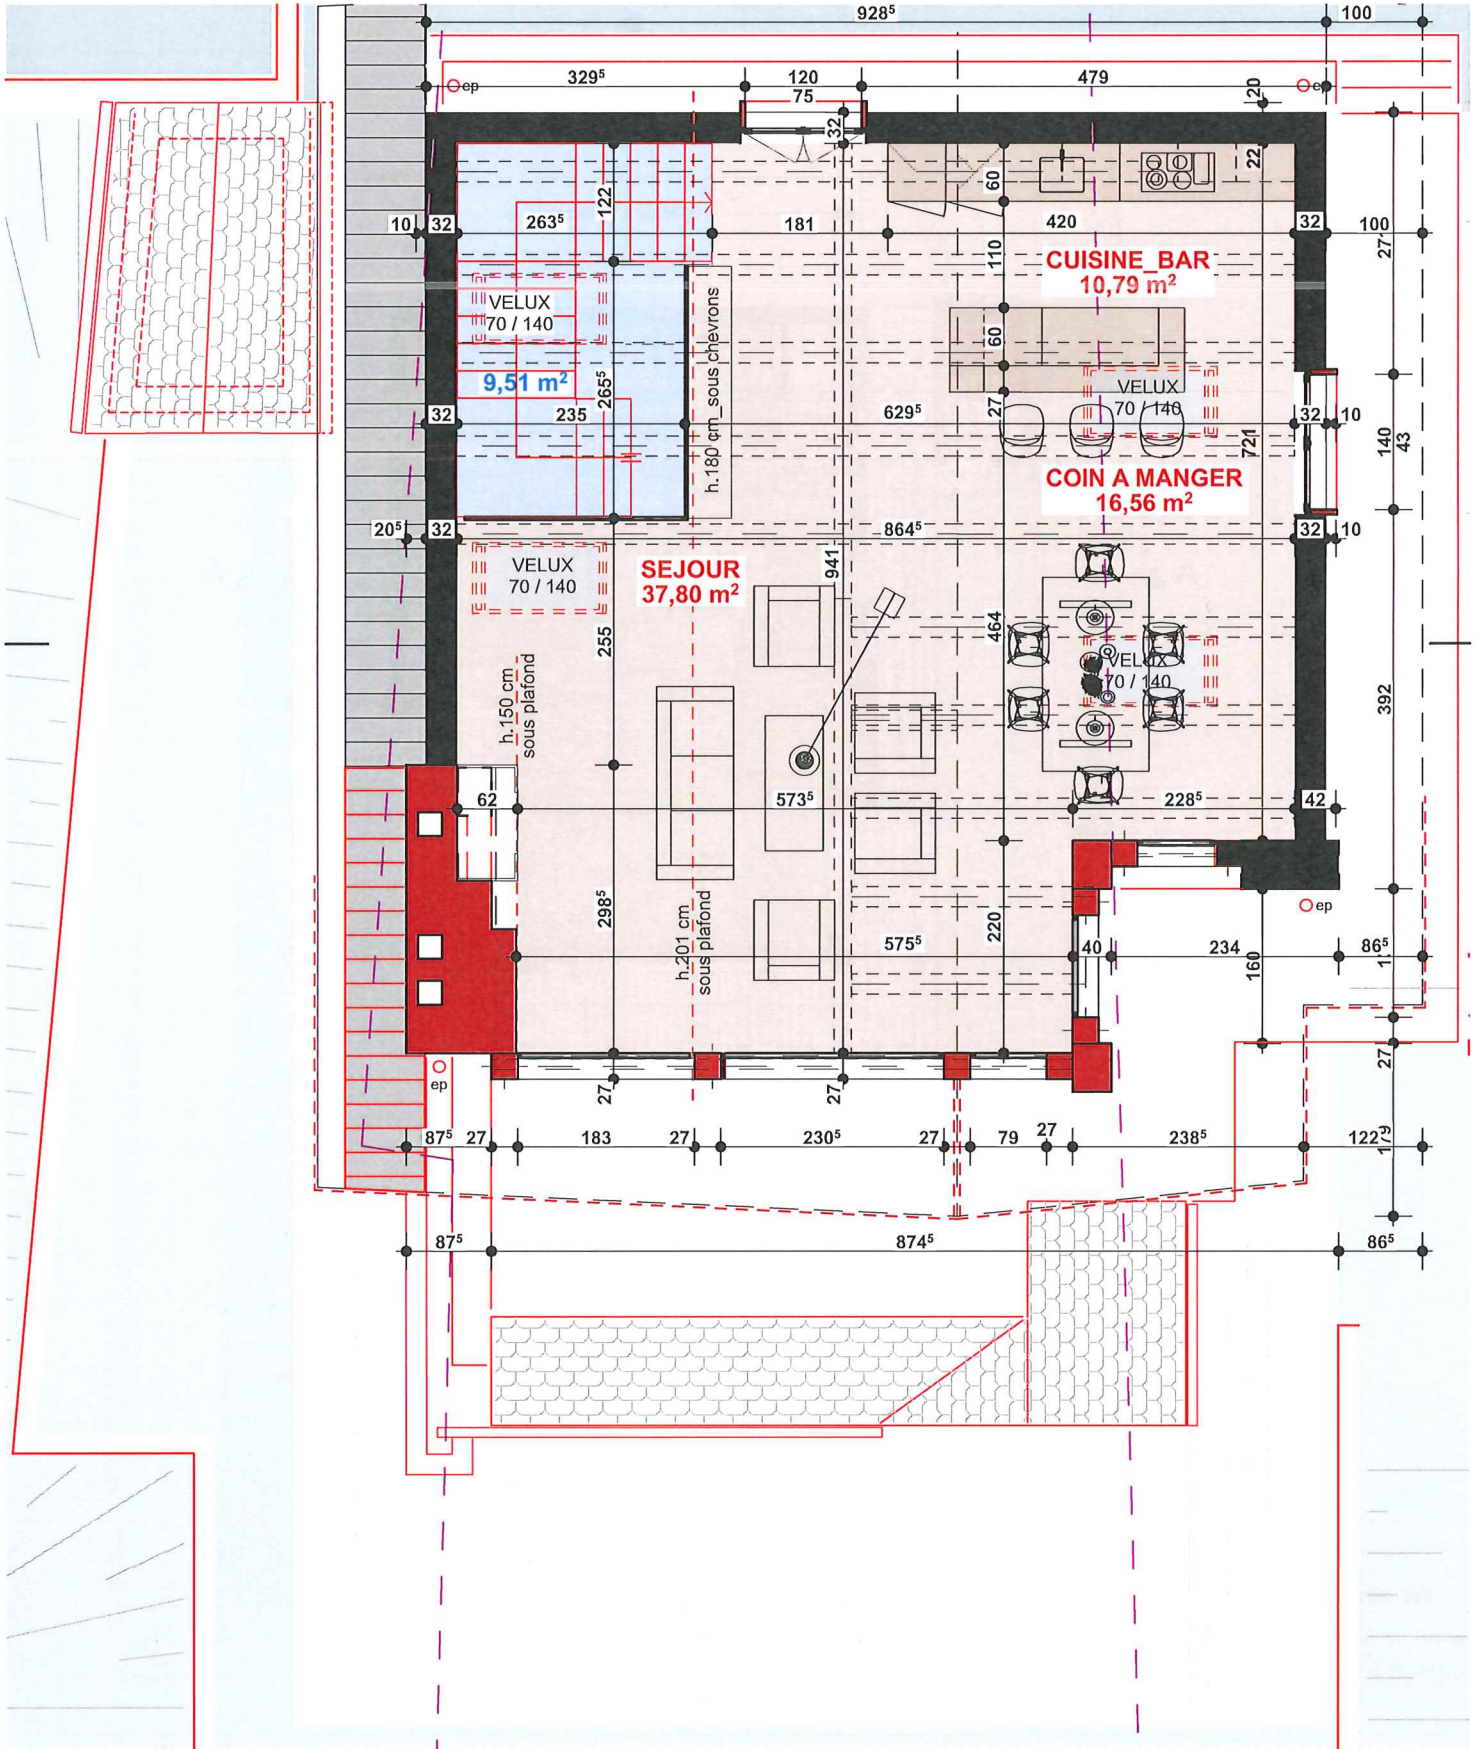 928⁵ 100
329⁵ 120 479
ep
75
20
32
22
122
60
10 32 263⁵ 181 420 32 100
110
CUISINE_BAR
10,79 m²
VELUX
70 / 140
h.180 cm_sous chevrons
60
VELUX
70 / 140
9,51 m²
265⁵
27
32 235 629⁵ 32 10
721
140
43
COIN A MANGER
16,56 m²
20⁵ 32 864⁵ 32 10
VELUX
70 / 140
SEJOUR
37,80 m²
941
255
464
VELUX
70 / 140
392
h.150 cm
sous plafond
62 573⁵ 228⁵ 42
298⁵
220
h.201 cm
sous plafond
ep
575⁵ 40 234 86⁵
160
ep
27
27
27
87⁵ 27 183 27 230⁵ 27 79 27 238⁵ 122
179
87⁵ 874⁵ 86⁵